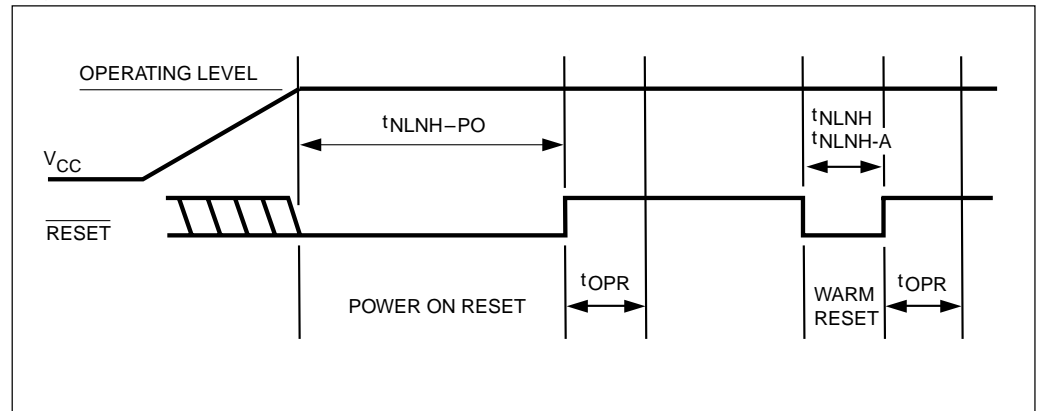 OPERATING LEVEL
tNLNH–PO
tNLNH
tNLNH-A
VCC
RESET
tOPR
POWER ON RESET
WARM
RESET
tOPR